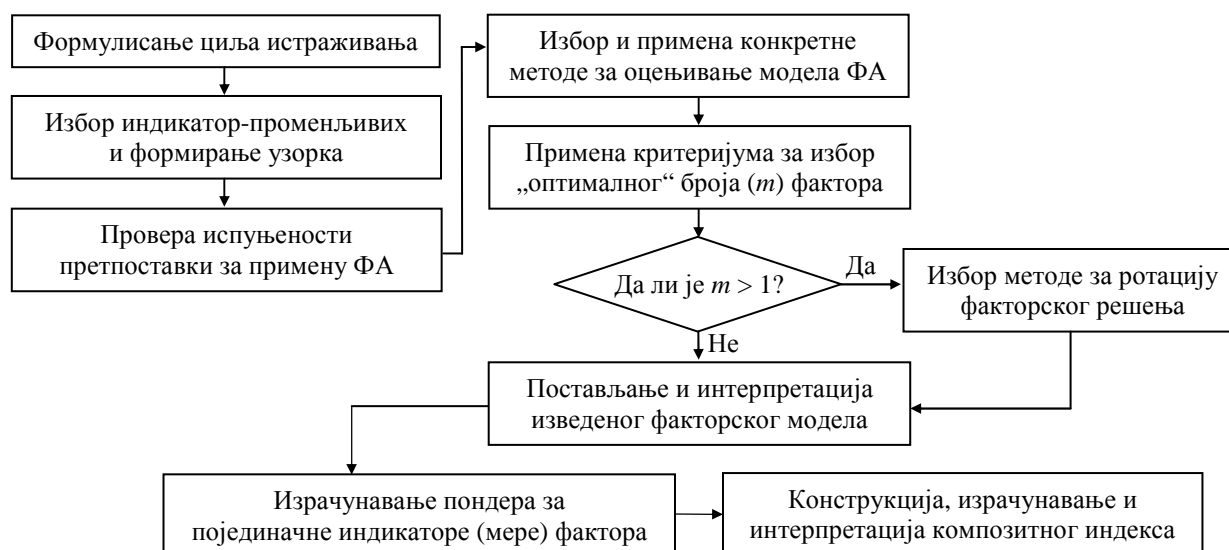 Формулисање циља истраживања
Избор индикатор-променљивих
и формирање узорка
Провера испуњености
претпоставки за примену ФА
Избор и примена конкретне
методе за оцењивање модела ФА
Примена критеријума за избор
„оптималног“ броја (m) фактора
Да ли је m > 1?
Да
Избор методе за ротацију
факторског решења
Не
Постављање и интерпретација
изведеног факторског модела
Израчунавање пондера за
појединачне индикаторе (мере) фактора
Конструкција, израчунавање и
интерпретација композитног индекса